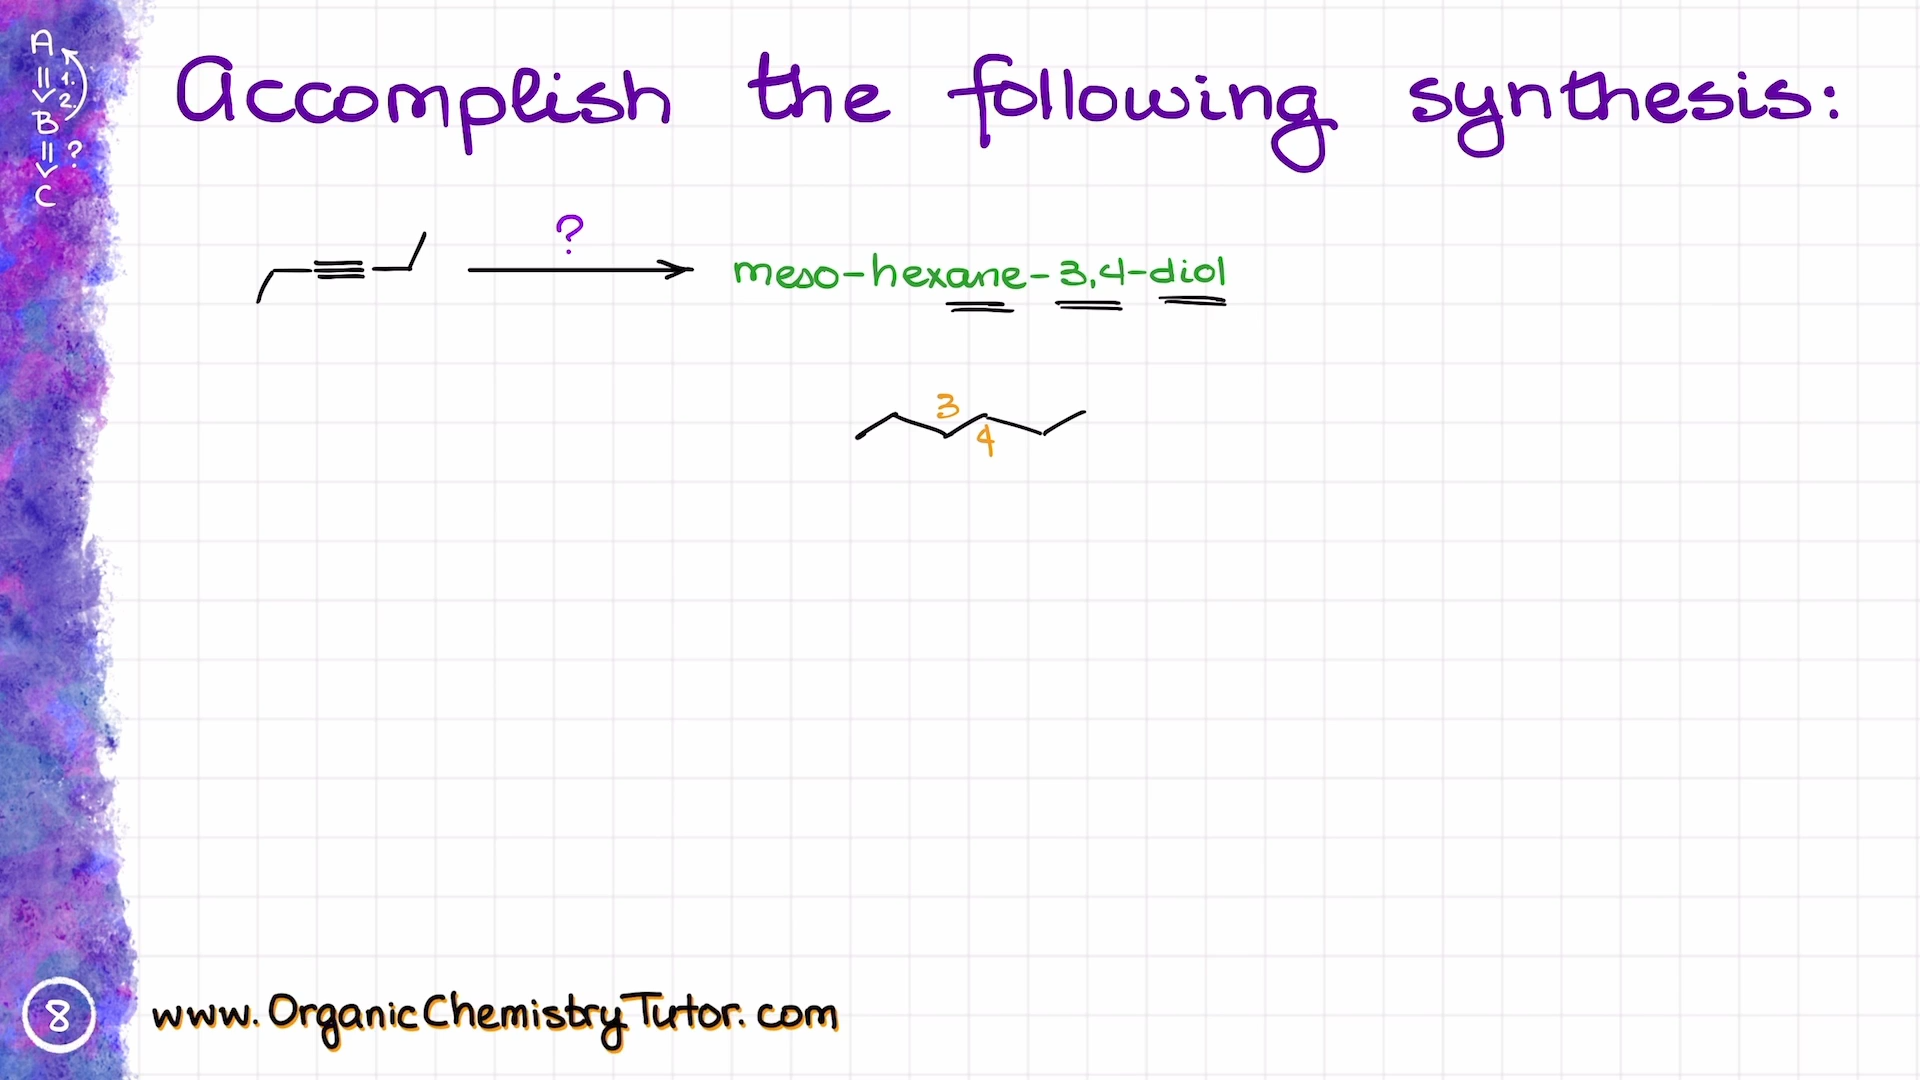 Accomplish the following synthesis:
A
1.
2.
B
?
C
?
meso-hexane-3,4-diol
3
4
8
www.OrganicChemistryTutor.com